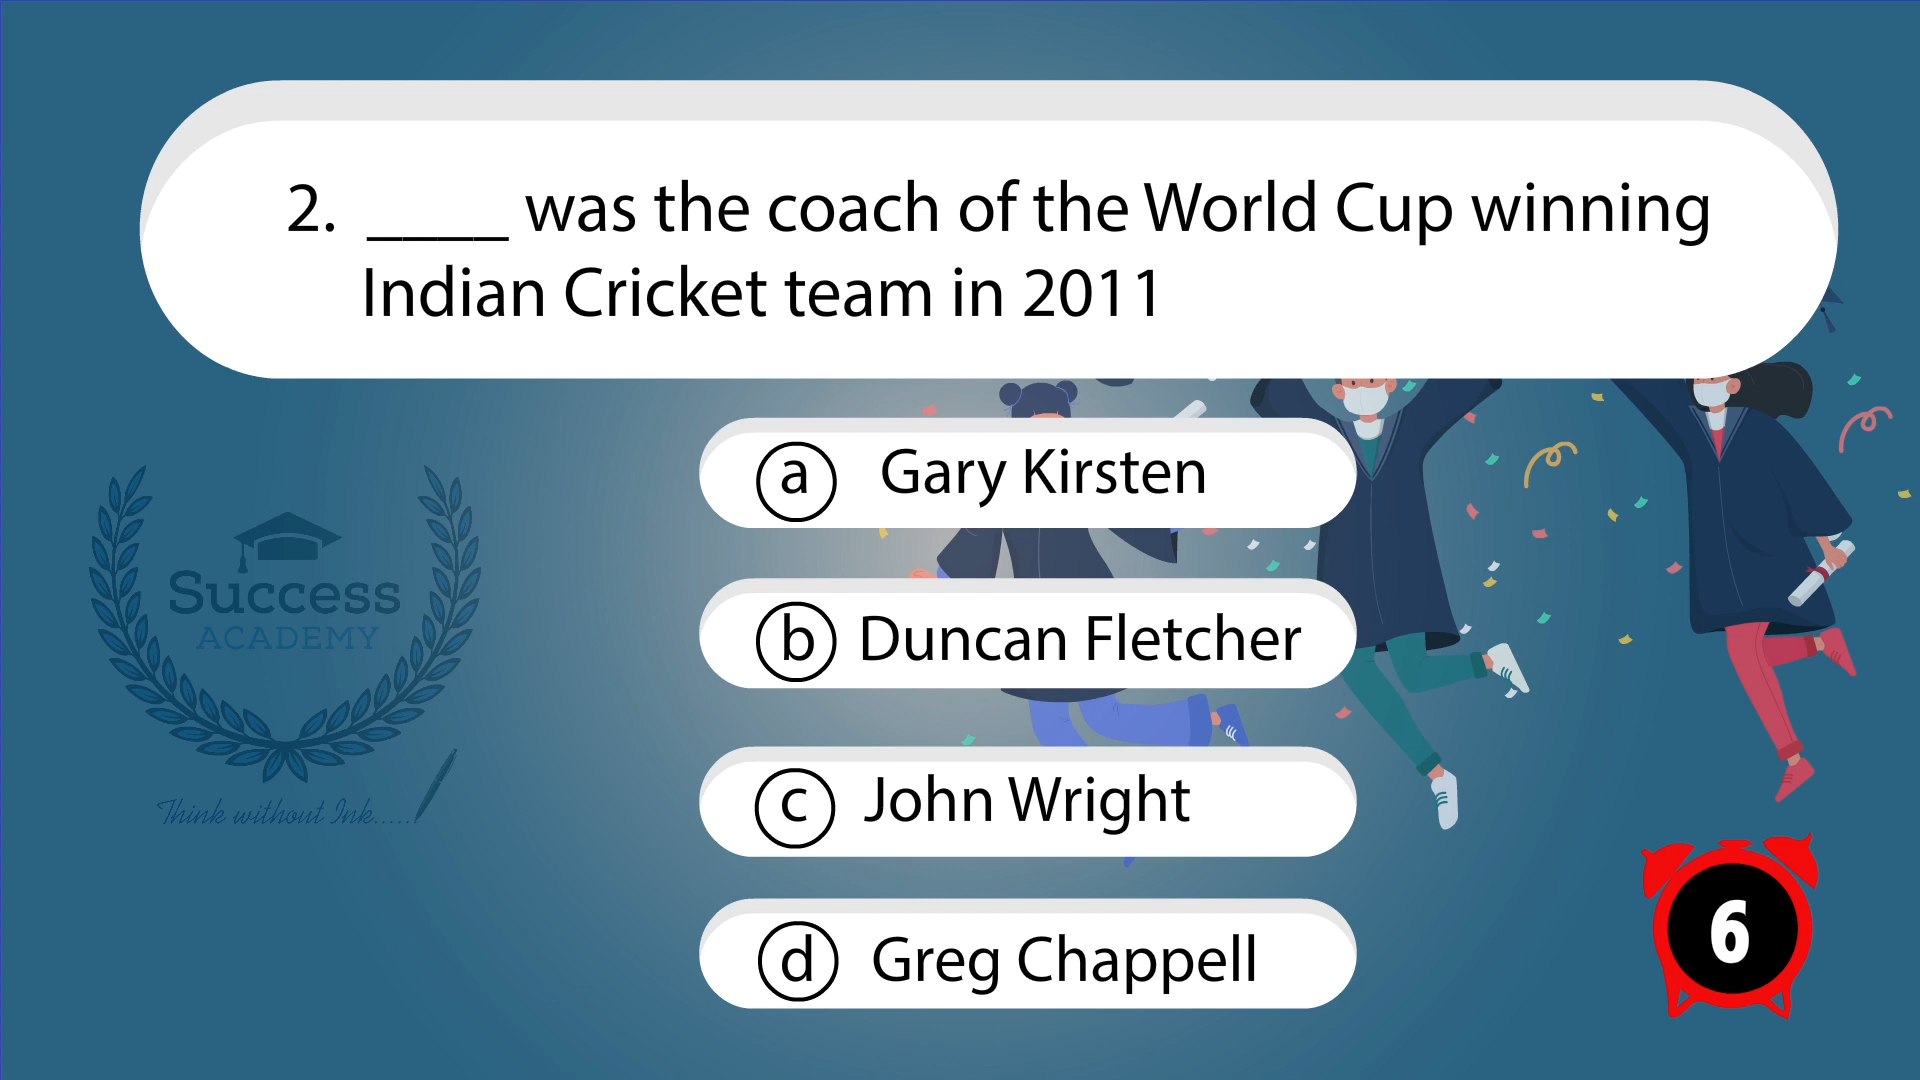 2. ____ was the coach of the World Cup winning
Indian Cricket team in 2011
a Gary Kirsten
b Duncan Fletcher
c John Wright
d Greg Chappell
Success
ACADEMY
Think without Ink.....
6